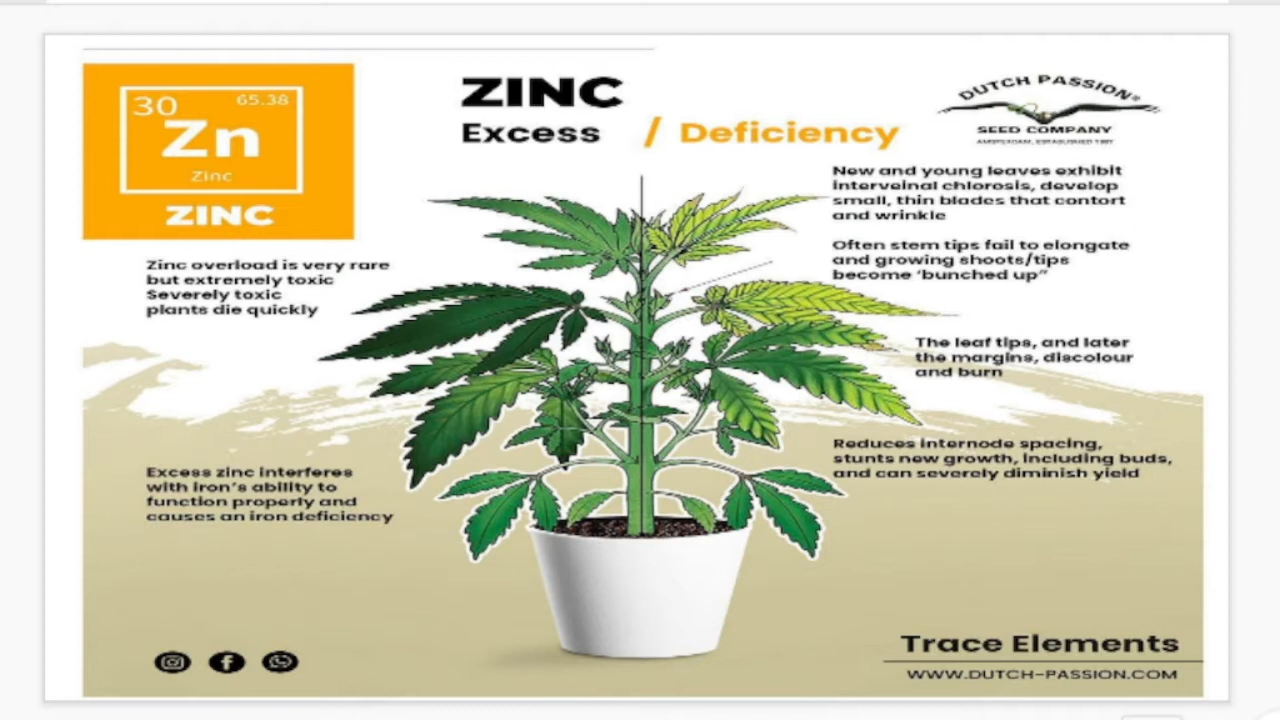 30
65.38
Zn
Zinc
ZINC
ZINC
Excess / Deficiency
DUTCH PASSION®
SEED COMPANY
AMSTERDAM, ESTABLISHED 1987
New and young leaves exhibit
interveinal chlorosis, develop
small, thin blades that contort
and wrinkle
Often stem tips fail to elongate
and growing shoots/tips
become ‘bunched up”
Zinc overload is very rare
but extremely toxic
Severely toxic
plants die quickly
The leaf tips, and later
the margins, discolour
and burn
Reduces internode spacing,
stunts new growth, including buds,
and can severely diminish yield
Excess zinc interferes
with iron’s ability to
function properly and
causes an iron deficiency
Trace Elements
WWW.DUTCH-PASSION.COM